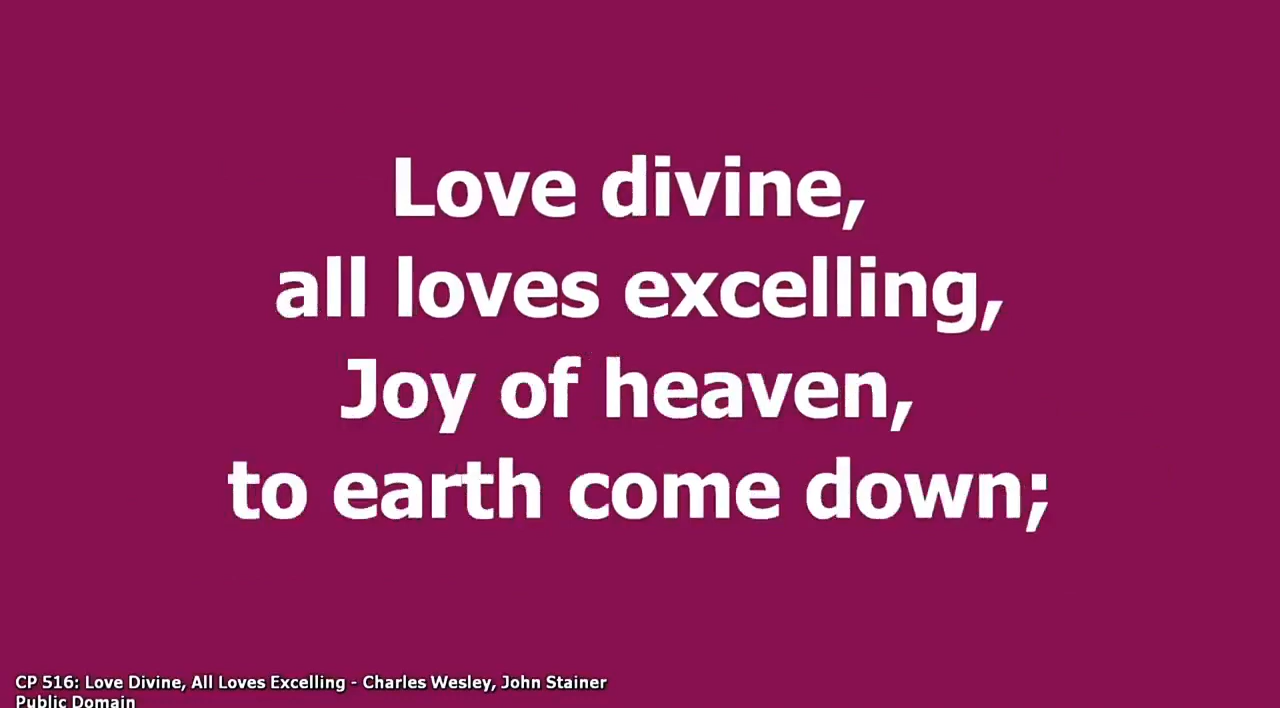 Love divine,
all loves excelling,
Joy of heaven,
to earth come down;
CP 516: Love Divine, All Loves Excelling - Charles Wesley, John Stainer
Public Domain